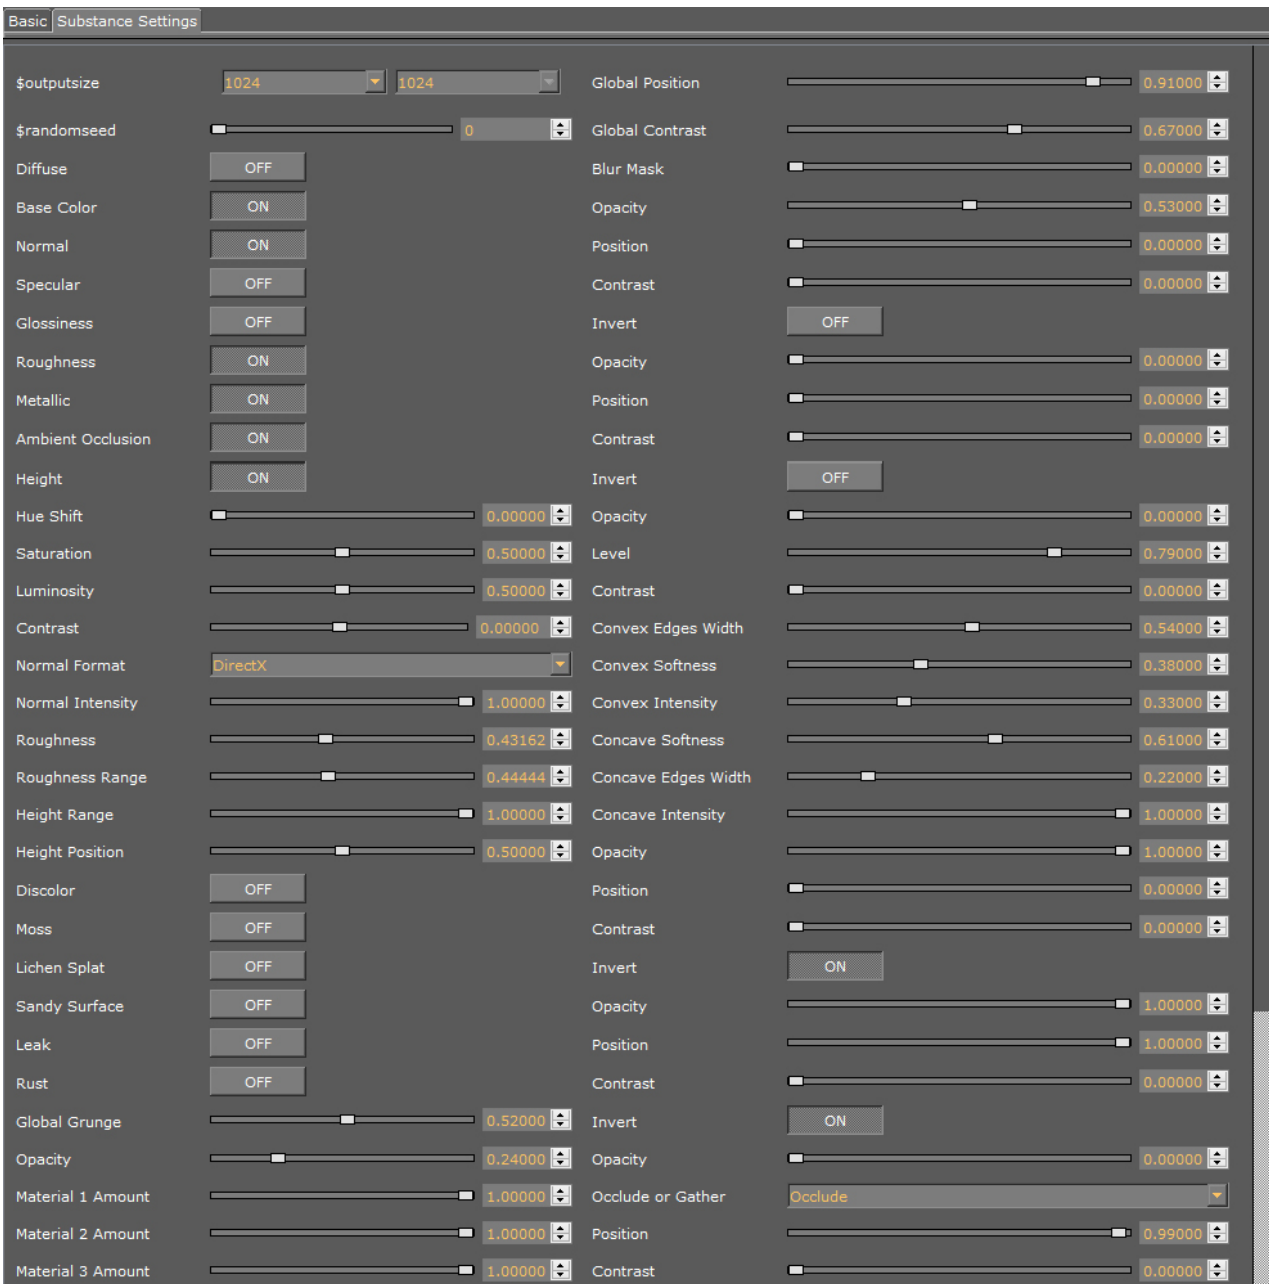 Basic Substance Settings
$outputsize 1024 1024 Global Position 0.91000
$randomseed 0 Global Contrast 0.67000
Diffuse OFF Blur Mask 0.00000
Base Color ON Opacity 0.53000
Normal ON Position 0.00000
Specular OFF Contrast 0.00000
Glossiness OFF Invert OFF
Roughness ON Opacity 0.00000
Metallic ON Position 0.00000
Ambient Occlusion ON Contrast 0.00000
Height ON Invert OFF
Hue Shift 0.00000 Opacity 0.00000
Saturation 0.50000 Level 0.79000
Luminosity 0.50000 Contrast 0.00000
Contrast 0.00000 Convex Edges Width 0.54000
Normal Format DirectX Convex Softness 0.38000
Normal Intensity 1.00000 Convex Intensity 0.33000
Roughness 0.43162 Concave Softness 0.61000
Roughness Range 0.44444 Concave Edges Width 0.22000
Height Range 1.00000 Concave Intensity 1.00000
Height Position 0.50000 Opacity 1.00000
Discolor OFF Position 0.00000
Moss OFF Contrast 0.00000
Lichen Splat OFF Invert ON
Sandy Surface OFF Opacity 1.00000
Leak OFF Position 1.00000
Rust OFF Contrast 0.00000
Global Grunge 0.52000 Invert ON
Opacity 0.24000 Opacity 0.00000
Material 1 Amount 1.00000 Occlude or Gather Occlude
Material 2 Amount 1.00000 Position 0.99000
Material 3 Amount 1.00000 Contrast 0.00000